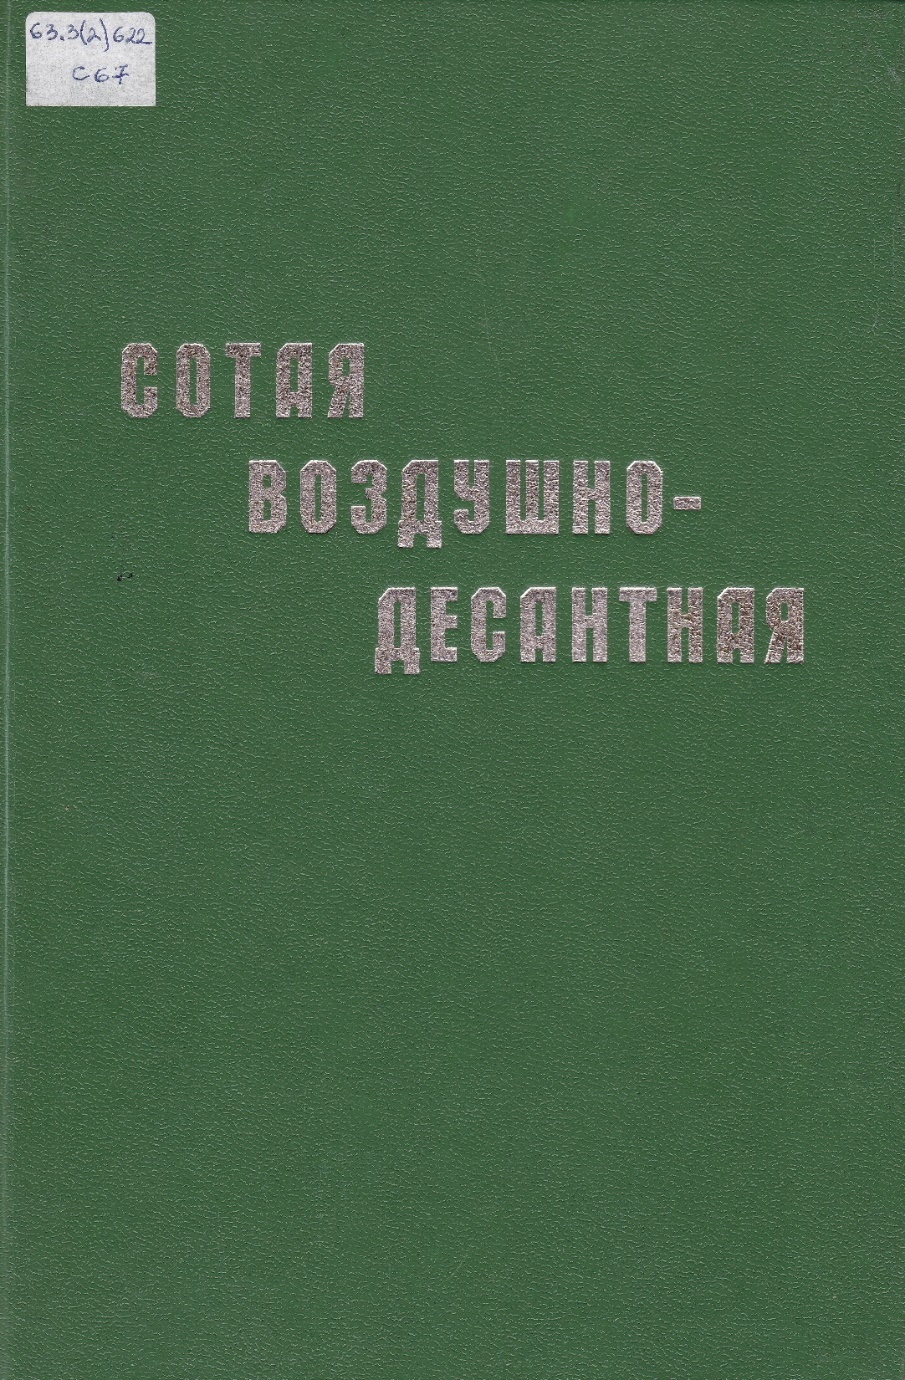 63.3(2)622
С67
СОТАЯ
ВОЗДУШНО-
ДЕСАНТНАЯ